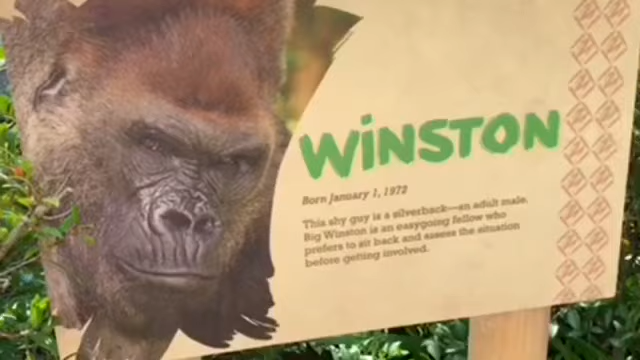 WiNSTON
Born January 1, 1972
This shy guy is a silverback—an adult male.
Big Winston is an easygoing fellow who
prefers to sit back and assess the situation
before getting involved.